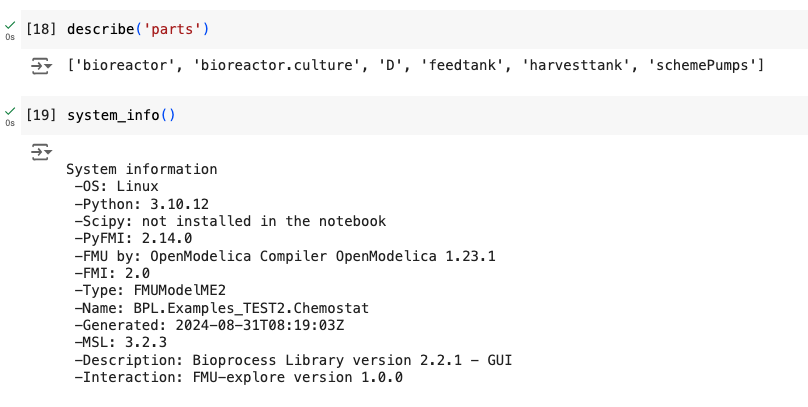 [18] describe('parts')
0s
['bioreactor', 'bioreactor.culture', 'D', 'feedtank', 'harvesttank', 'schemePumps']
[19] system_info()
0s
System information
-OS: Linux
-Python: 3.10.12
-Scipy: not installed in the notebook
-PyFMI: 2.14.0
-FMU by: OpenModelica Compiler OpenModelica 1.23.1
-FMI: 2.0
-Type: FMUModelME2
-Name: BPL.Examples_TEST2.Chemostat
-Generated: 2024-08-31T08:19:03Z
-MSL: 3.2.3
-Description: Bioprocess Library version 2.2.1 - GUI
-Interaction: FMU-explore version 1.0.0